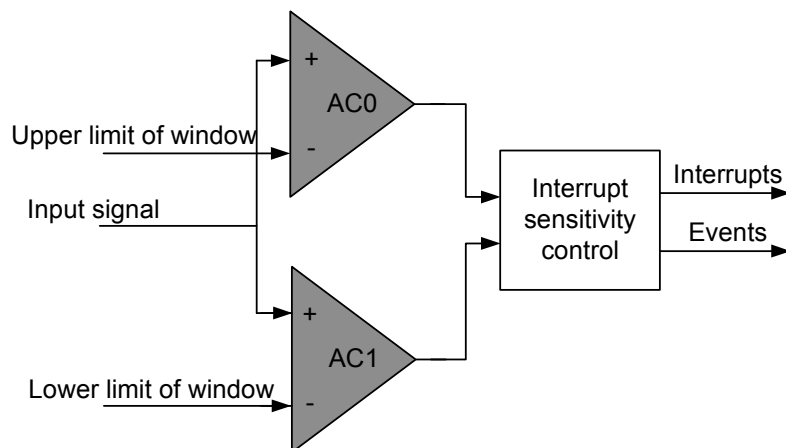 +
AC0
Upper limit of window
-
Input signal
Interrupt
sensitivity
control
Interrupts
Events
+
AC1
Lower limit of window
-